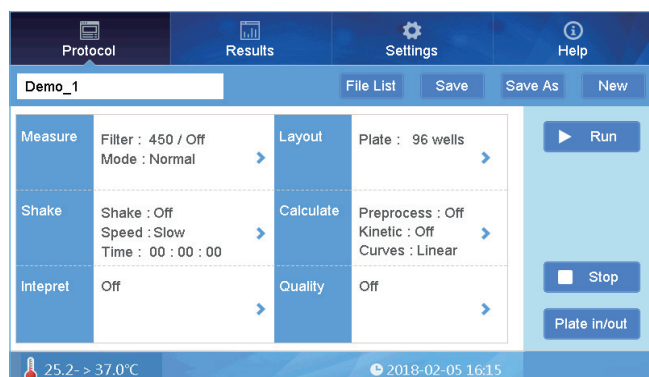 Protocol
Results
Settings
Help
Demo_1
File List
Save
Save As
New
Measure
Filter : 450 / Off
Mode : Normal
Layout
Plate : 96 wells
Run
Shake
Shake : Off
Speed : Slow
Time : 00 : 00 : 00
Calculate
Preprocess : Off
Kinetic : Off
Curves : Linear
Intepret
Off
Quality
Off
Stop
Plate in/out
25.2- > 37.0°C
2018-02-05 16:15